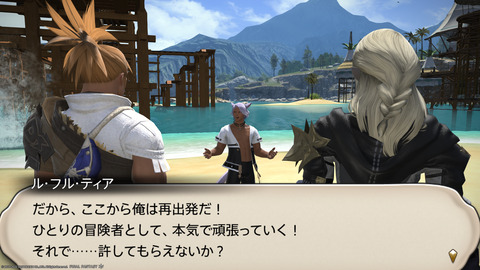 ル・フル・ティア
だから、ここから俺は再出発だ！
ひとりの冒険者として、本気で頑張っていく！
それで……許してもらえないか？